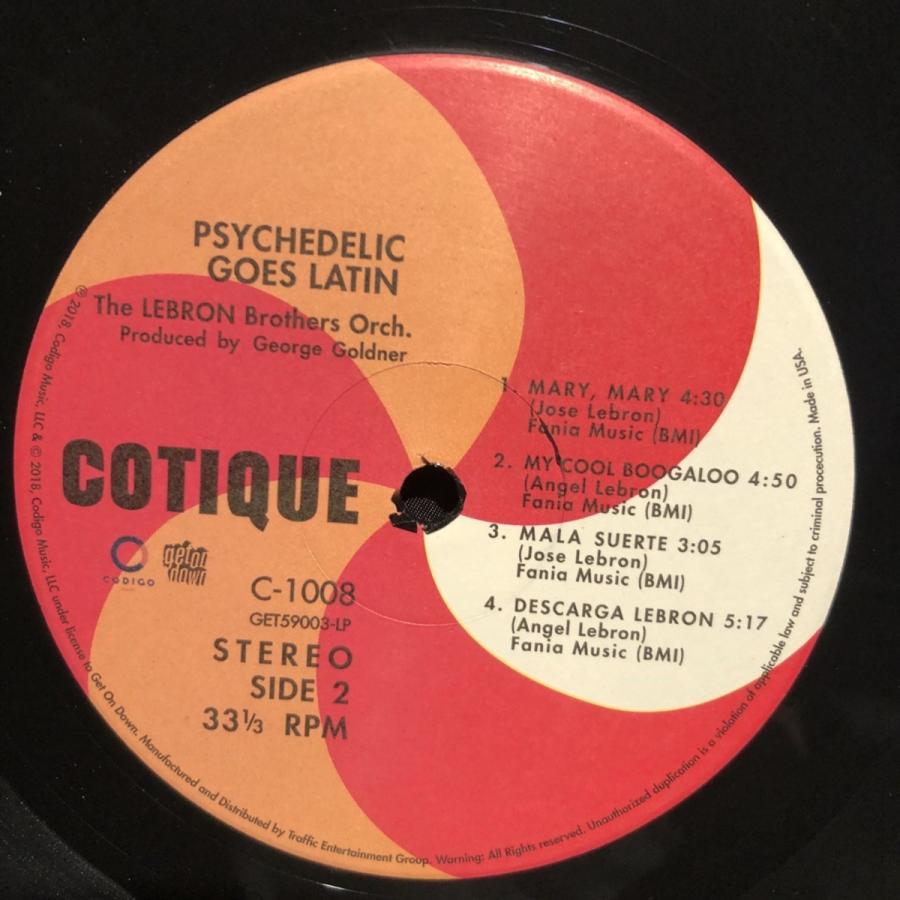 PSYCHEDELIC
GOES LATIN
The LEBRON Brothers Orch.
Produced by George Goldner
COTIQUE
CODIGO
get on
down
C-1008
GET59003-LP
STEREO
SIDE 2
33⅓ RPM
1. MARY, MARY 4:30
(Jose Lebron)
Fania Music (BMI)
2. MY COOL BOOGALOO 4:50
(Angel Lebron)
Fania Music (BMI)
3. MALA SUERTE 3:05
(Jose Lebron)
Fania Music (BMI)
4. DESCARGA LEBRON 5:17
(Angel Lebron)
Fania Music (BMI)
℗ 2018, Codigo Music, LLC & © 2018, Codigo Music, LLC under license to Get On Down. Manufactured and Distributed by Traffic Entertainment Group. Warning: All Rights reserved. Unauthorized duplication is a violation of applicable law and subject to criminal procecution. Made in USA.